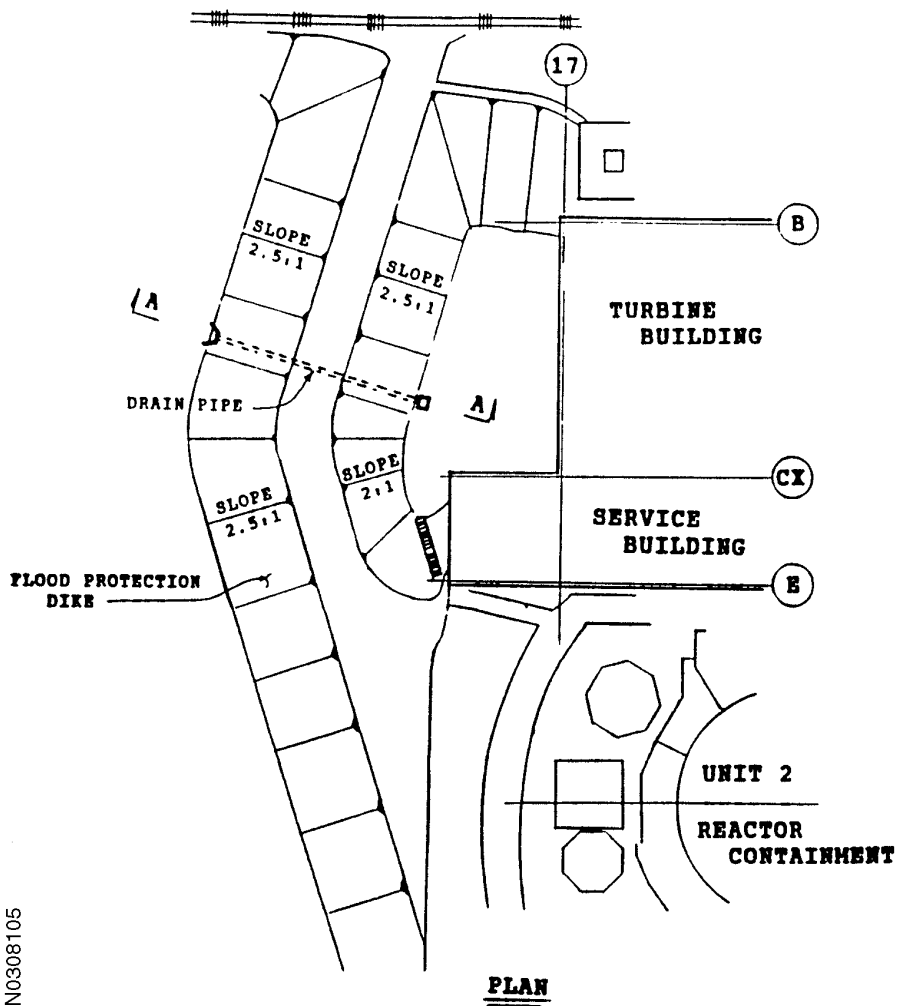 17
B
SLOPE
2.5:1
SLOPE
2.5:1
A
TURBINE
BUILDING
DRAIN PIPE
A
SLOPE
2:1
CX
SLOPE
2.5:1
SERVICE
BUILDING
FLOOD PROTECTION
DIKE
E
UNIT 2
REACTOR
CONTAINMENT
N0308105
PLAN